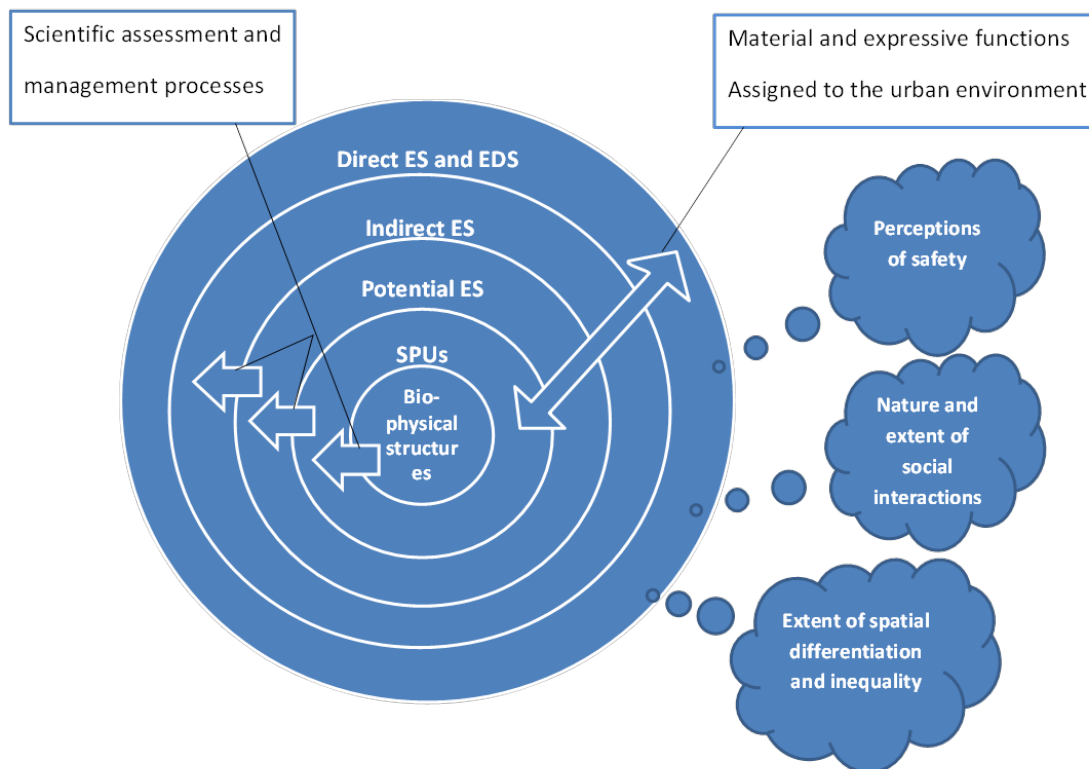 Scientific assessment and
management processes
Material and expressive functions
Assigned to the urban environment
Direct ES and EDS
Indirect ES
Potential ES
SPUs
Bio-
physical
structur
es
Perceptions
of safety
Nature and
extent of
social
interactions
Extent of spatial
differentiation
and inequality